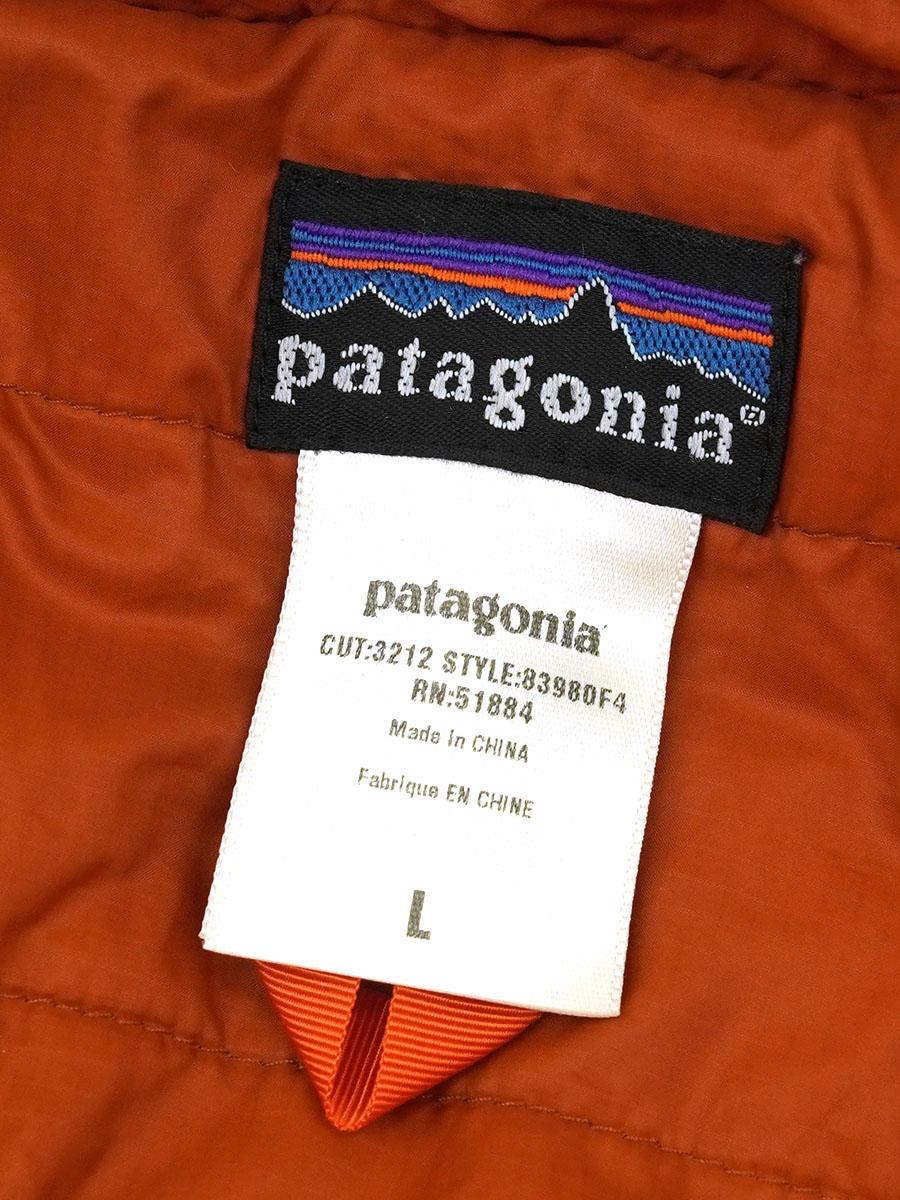 patagonia®
patagonia
CUT:3212 STYLE:83980F4
RN:51884
Made in CHINA
Fabrique EN CHINE
L